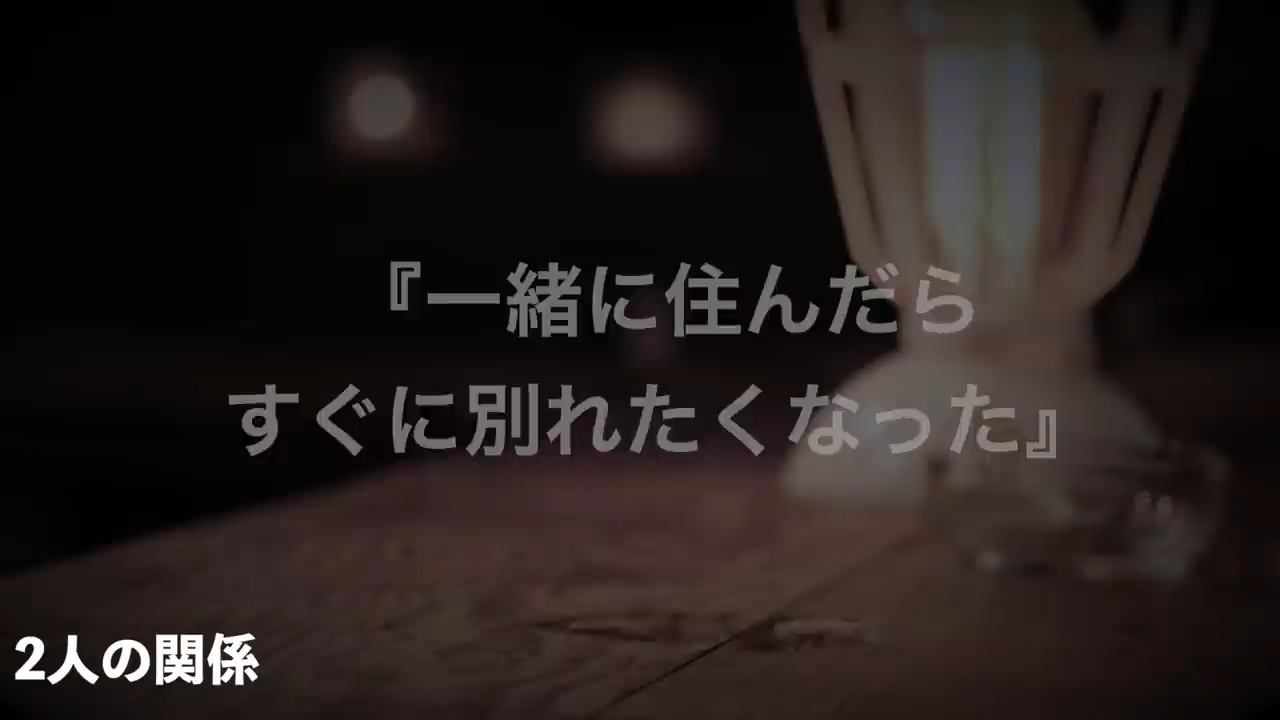 『一緒に住んだら
すぐに別れたくなった』
2人の関係